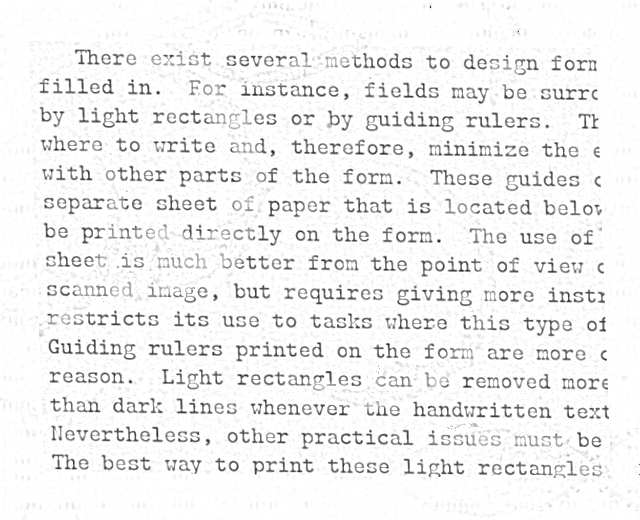 There exist several methods to design
filled in. For instance, fields may be
by light rectangles or by guiding rulers.
where to write and, therefore, minimize the
with other parts of the form. These guides
separate sheet of paper that is located
be printed directly on the form. The use of
sheet is much better from the point of view
scanned image, but requires giving more
restricts its use to tasks where this type of
Guiding rulers printed on the form are more
reason. Light rectangles can be removed more
than dark lines whenever the handwritten text
Nevertheless, other practical issues must be
The best way to print these light rectangles